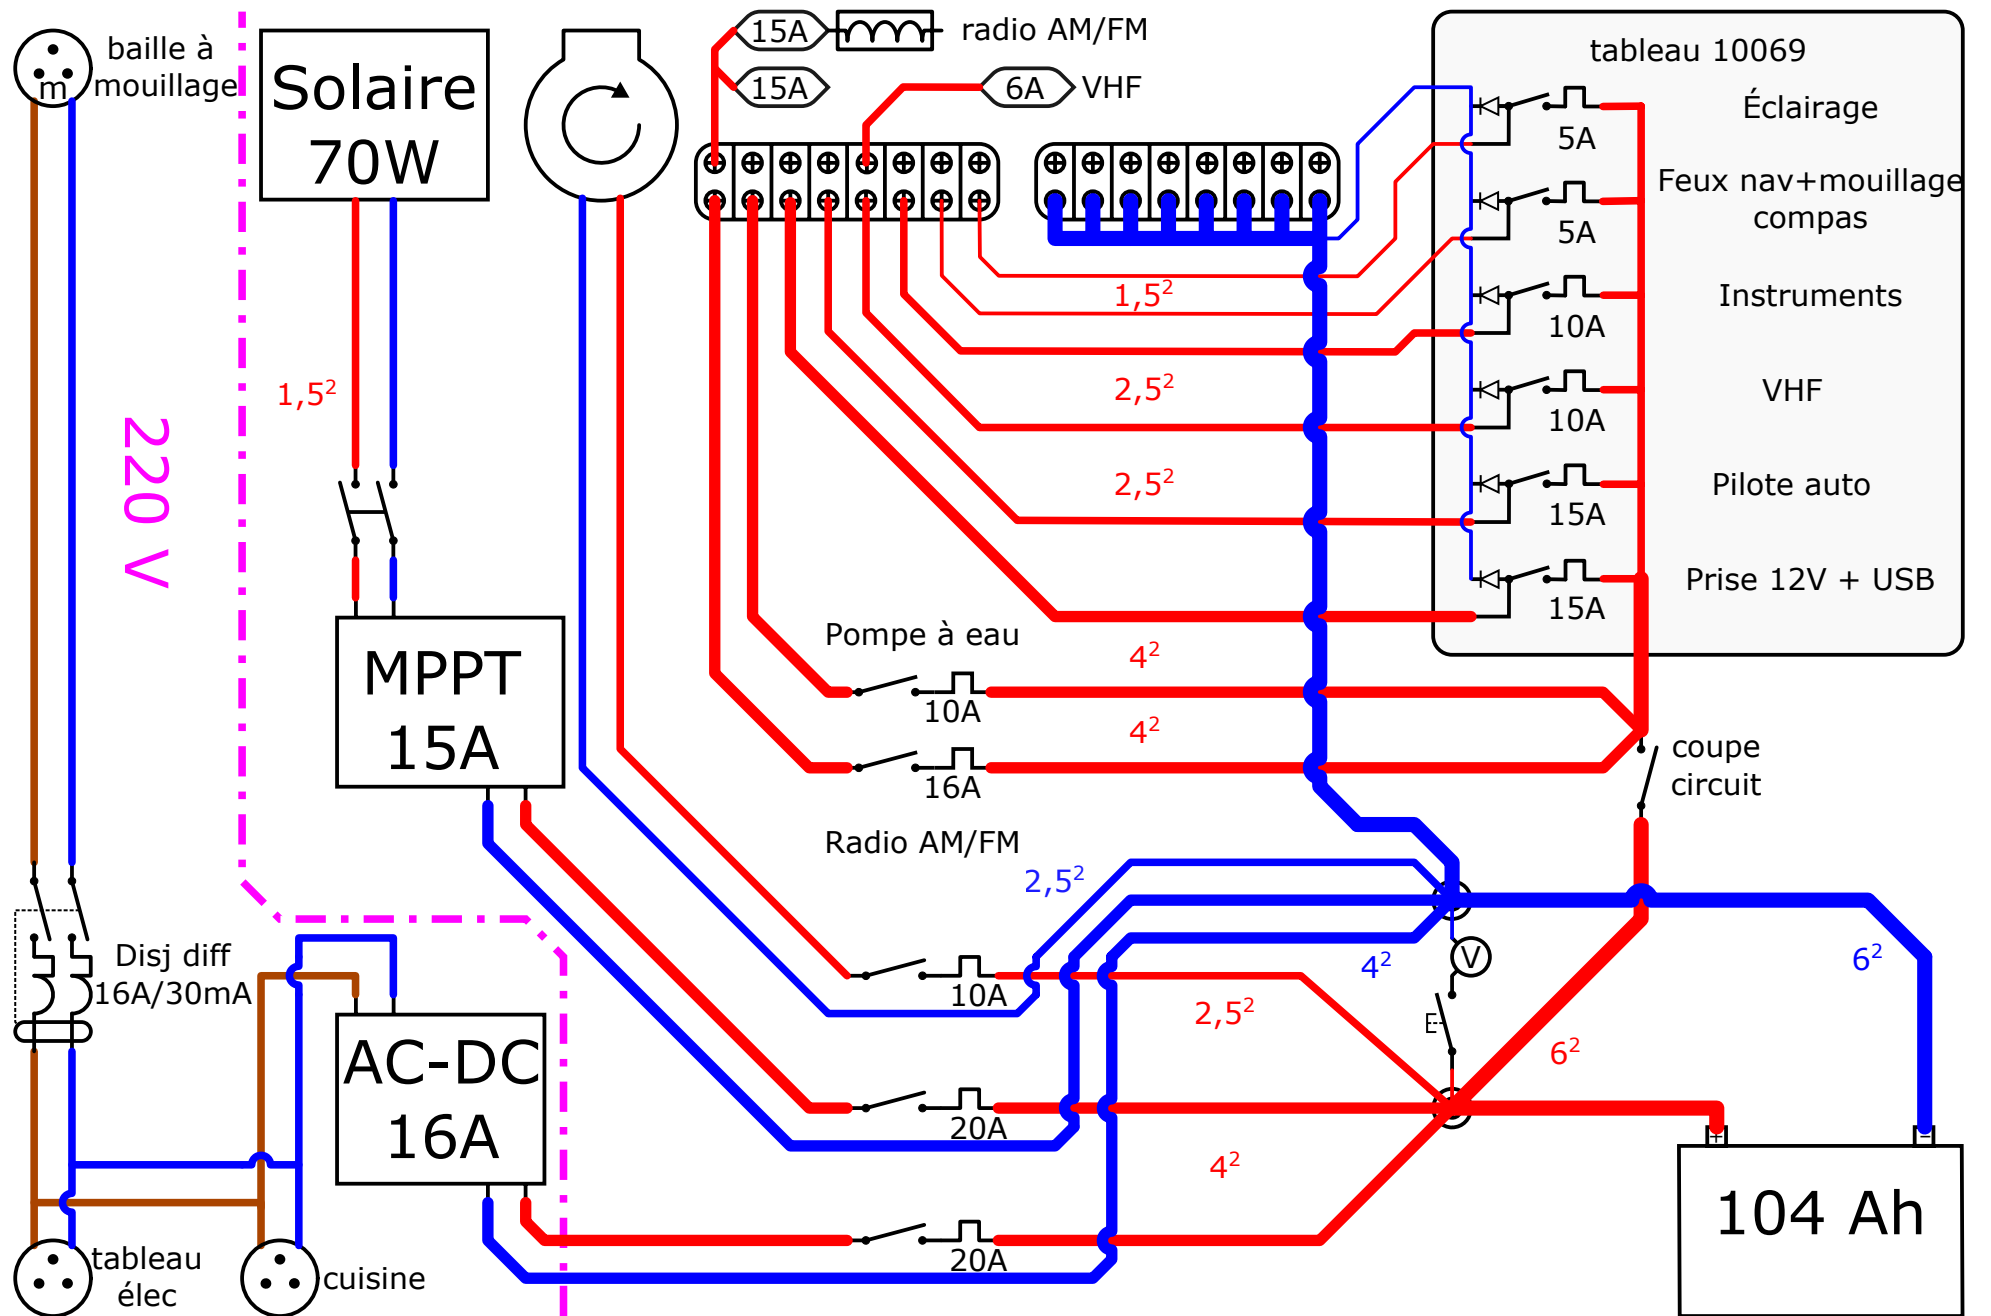 baille à
mouillage
m
Solaire
70W
15A
radio AM/FM
15A
6A
VHF
tableau 10069
Éclairage
5A
Feux nav+mouillage
compas
5A
Instruments
10A
VHF
10A
Pilote auto
15A
Prise 12V + USB
15A
1,5²
2,5²
2,5²
4²
4²
220 V
1,5²
MPPT
15A
Pompe à eau
10A
16A
Radio AM/FM
coupe
circuit
2,5²
4²
V
6²
10A
2,5²
6²
Disj diff
16A/30mA
AC-DC
16A
20A
4²
20A
+
-
104 Ah
tableau
élec
cuisine